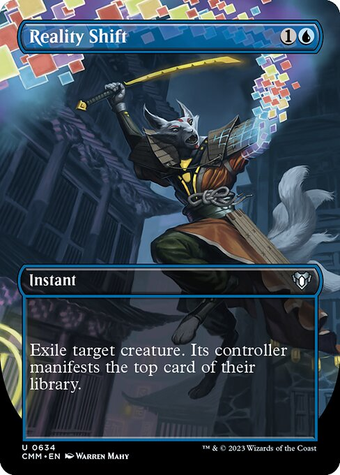 Reality Shift 1
Instant
Exile target creature. Its controller
manifests the top card of their
library.
U 0634
CMM • EN Warren Mahy
™ & © 2023 Wizards of the Coast